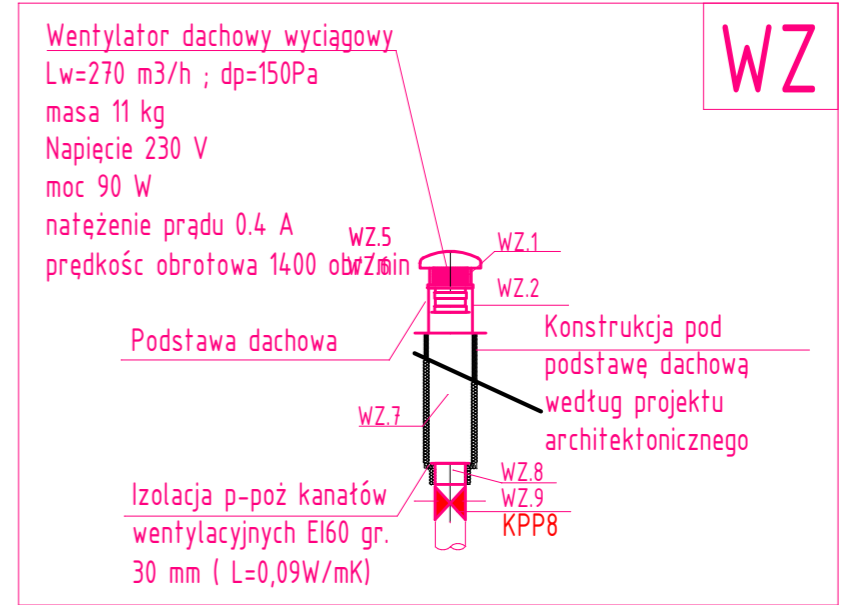 Wentylator dachowy wyciągowy
Lw=270 m3/h ; dp=150Pa
masa 11 kg
Napięcie 230 V
moc 90 W
natężenie prądu 0.4 A
prędkośc obrotowa 1400 obr/min
WZ
WZ.5
WZ.6
WZ.1
WZ.2
Podstawa dachowa
Konstrukcja pod
podstawę dachową
według projektu
architektonicznego
WZ.7
WZ.8
WZ.9
KPP8
Izolacja p-poż kanałów
wentylacyjnych EI60 gr.
30 mm ( L=0,09W/mK)